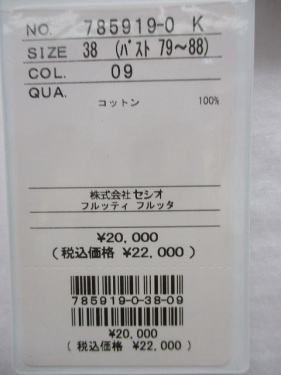 NO. 785919-0 K
SIZE 38 (バスト 79～88)
COL. 09
QUA.
コットン 100%
株式会社セシオ
フルッティ フルッタ
¥20,000
(税込価格 ¥22,000)
785919-0-38-09
¥20,000
(税込価格 ¥22,000)